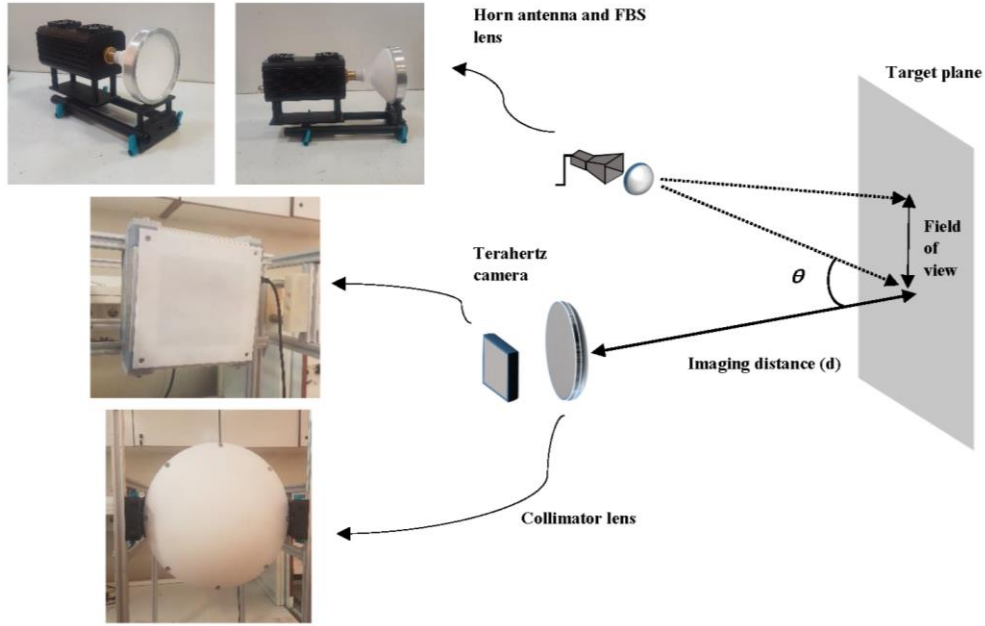 Horn antenna and FBS
lens
Target plane
Field
of
view
Terahertz
camera
θ
Imaging distance (d)
Collimator lens